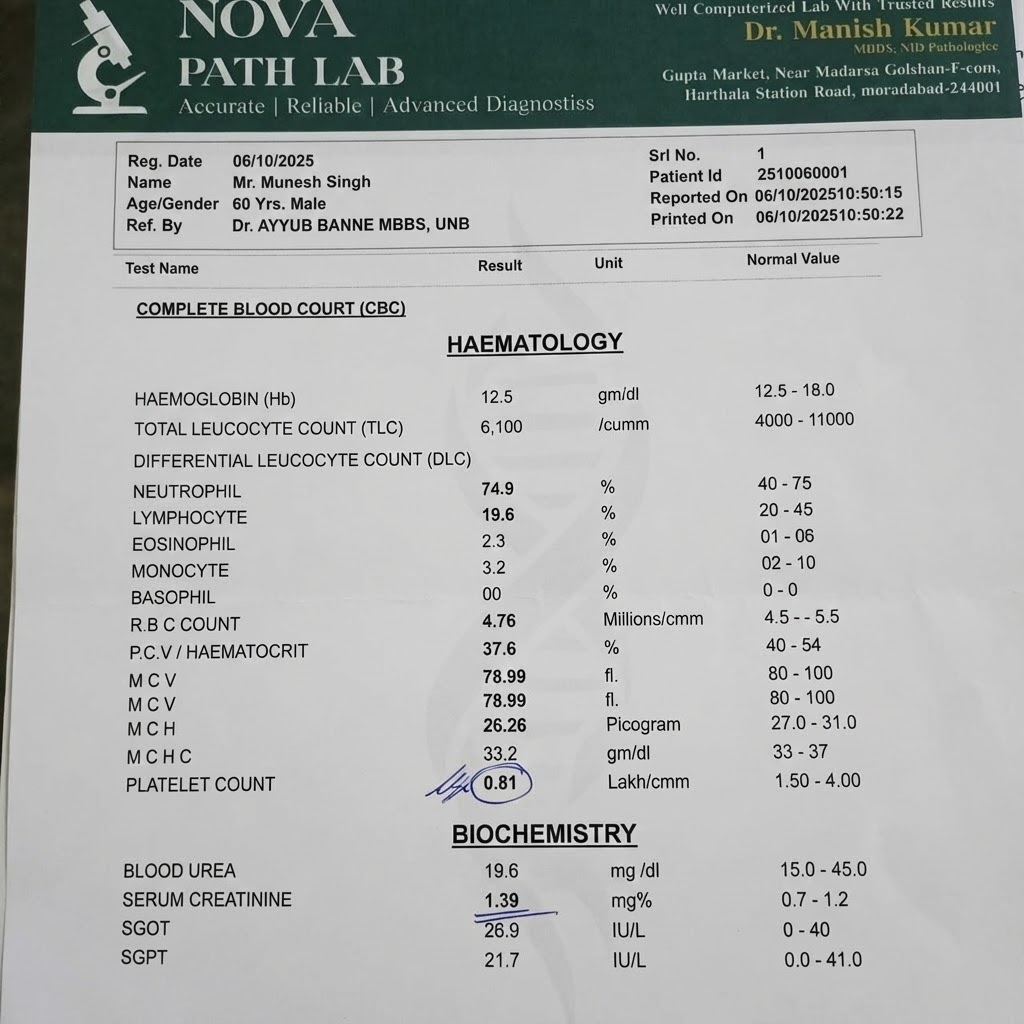 NOVA
PATH LAB
Accurate | Reliable | Advanced Diagnostiss
Well Computerized Lab With Trusted Results
Dr. Manish Kumar
Gupta Market, Near Madarsa Golshan-F-com,
Harthala Station Road, moradabad-244001
Reg. Date 06/10/2025
Name Mr. Munesh Singh
Age/Gender 60 Yrs. Male
Ref. By Dr. AYYUB BANNE MBBS, UNB
Srl No. 1
Patient Id 2510060001
Reported On 06/10/202510:50:15
Printed On 06/10/202510:50:22
Test Name Result Unit Normal Value
COMPLETE BLOOD COURT (CBC)
HAEMATOLOGY
HAEMOGLOBIN (Hb) 12.5 gm/dl 12.5 - 18.0
TOTAL LEUCOCYTE COUNT (TLC) 6,100 /cumm 4000 - 11000
DIFFERENTIAL LEUCOCYTE COUNT (DLC)
NEUTROPHIL 74.9 % 40 - 75
LYMPHOCYTE 19.6 % 20 - 45
EOSINOPHIL 2.3 % 01 - 06
MONOCYTE 3.2 % 02 - 10
BASOPHIL 00 % 0 - 0
R.B C COUNT 4.76 Millions/cmm 4.5 - - 5.5
P.C.V / HAEMATOCRIT 37.6 % 40 - 54
M C V 78.99 fl. 80 - 100
M C V 78.99 fl. 80 - 100
M C H 26.26 Picogram 27.0 - 31.0
M C H C 33.2 gm/dl 33 - 37
PLATELET COUNT 0.81 Lakh/cmm 1.50 - 4.00
BIOCHEMISTRY
BLOOD UREA 19.6 mg /dl 15.0 - 45.0
SERUM CREATININE 1.39 mg% 0.7 - 1.2
SGOT 26.9 IU/L 0 - 40
SGPT 21.7 IU/L 0.0 - 41.0